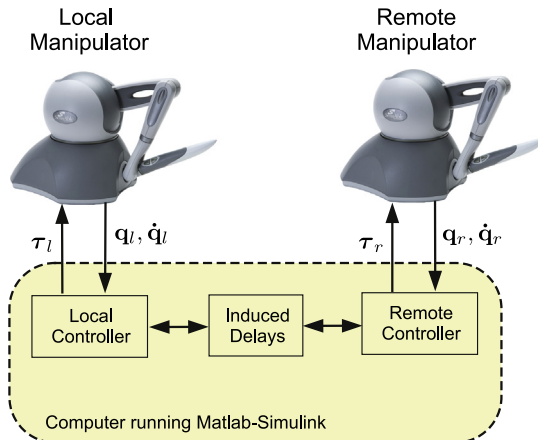 Local
Manipulator
Remote
Manipulator
τ_l
q_l, q̇_l
τ_r
q_r, q̇_r
Local
Controller
Induced
Delays
Remote
Controller
Computer running Matlab-Simulink